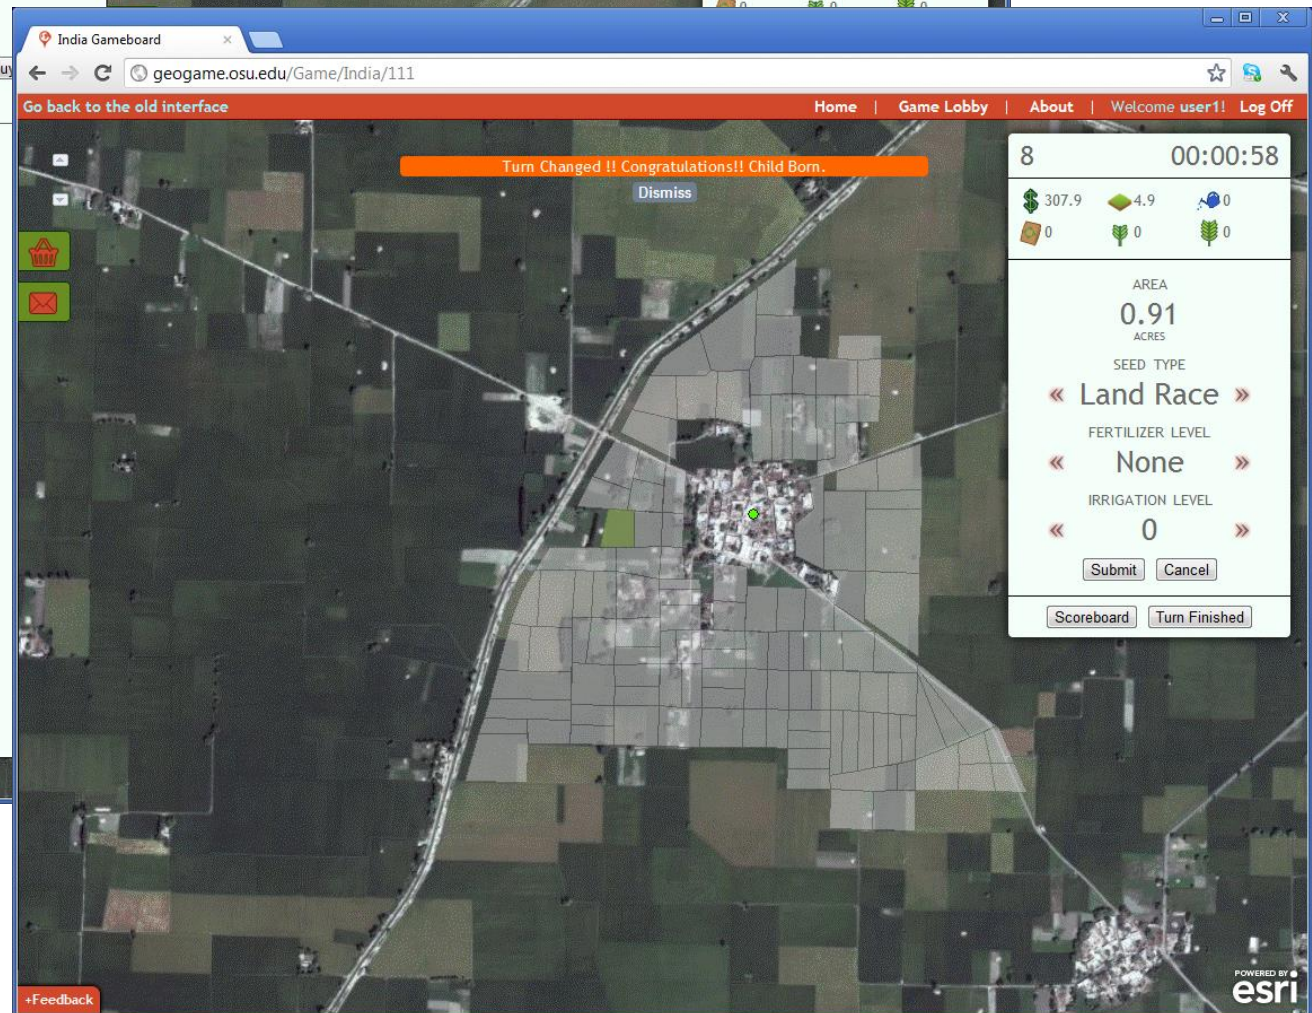 India Gameboard
geogame.osu.edu/Game/India/111
Go back to the old interface
Home | Game Lobby | About | Welcome user1! Log Off
Turn Changed !! Congratulations!! Child Born.
Dismiss
8 00:00:58
307.9 4.9 0
0 0 0
AREA
0.91
ACRES
SEED TYPE
« Land Race »
FERTILIZER LEVEL
« None »
IRRIGATION LEVEL
« 0 »
Submit Cancel
Scoreboard Turn Finished
+Feedback
POWERED BY
esri